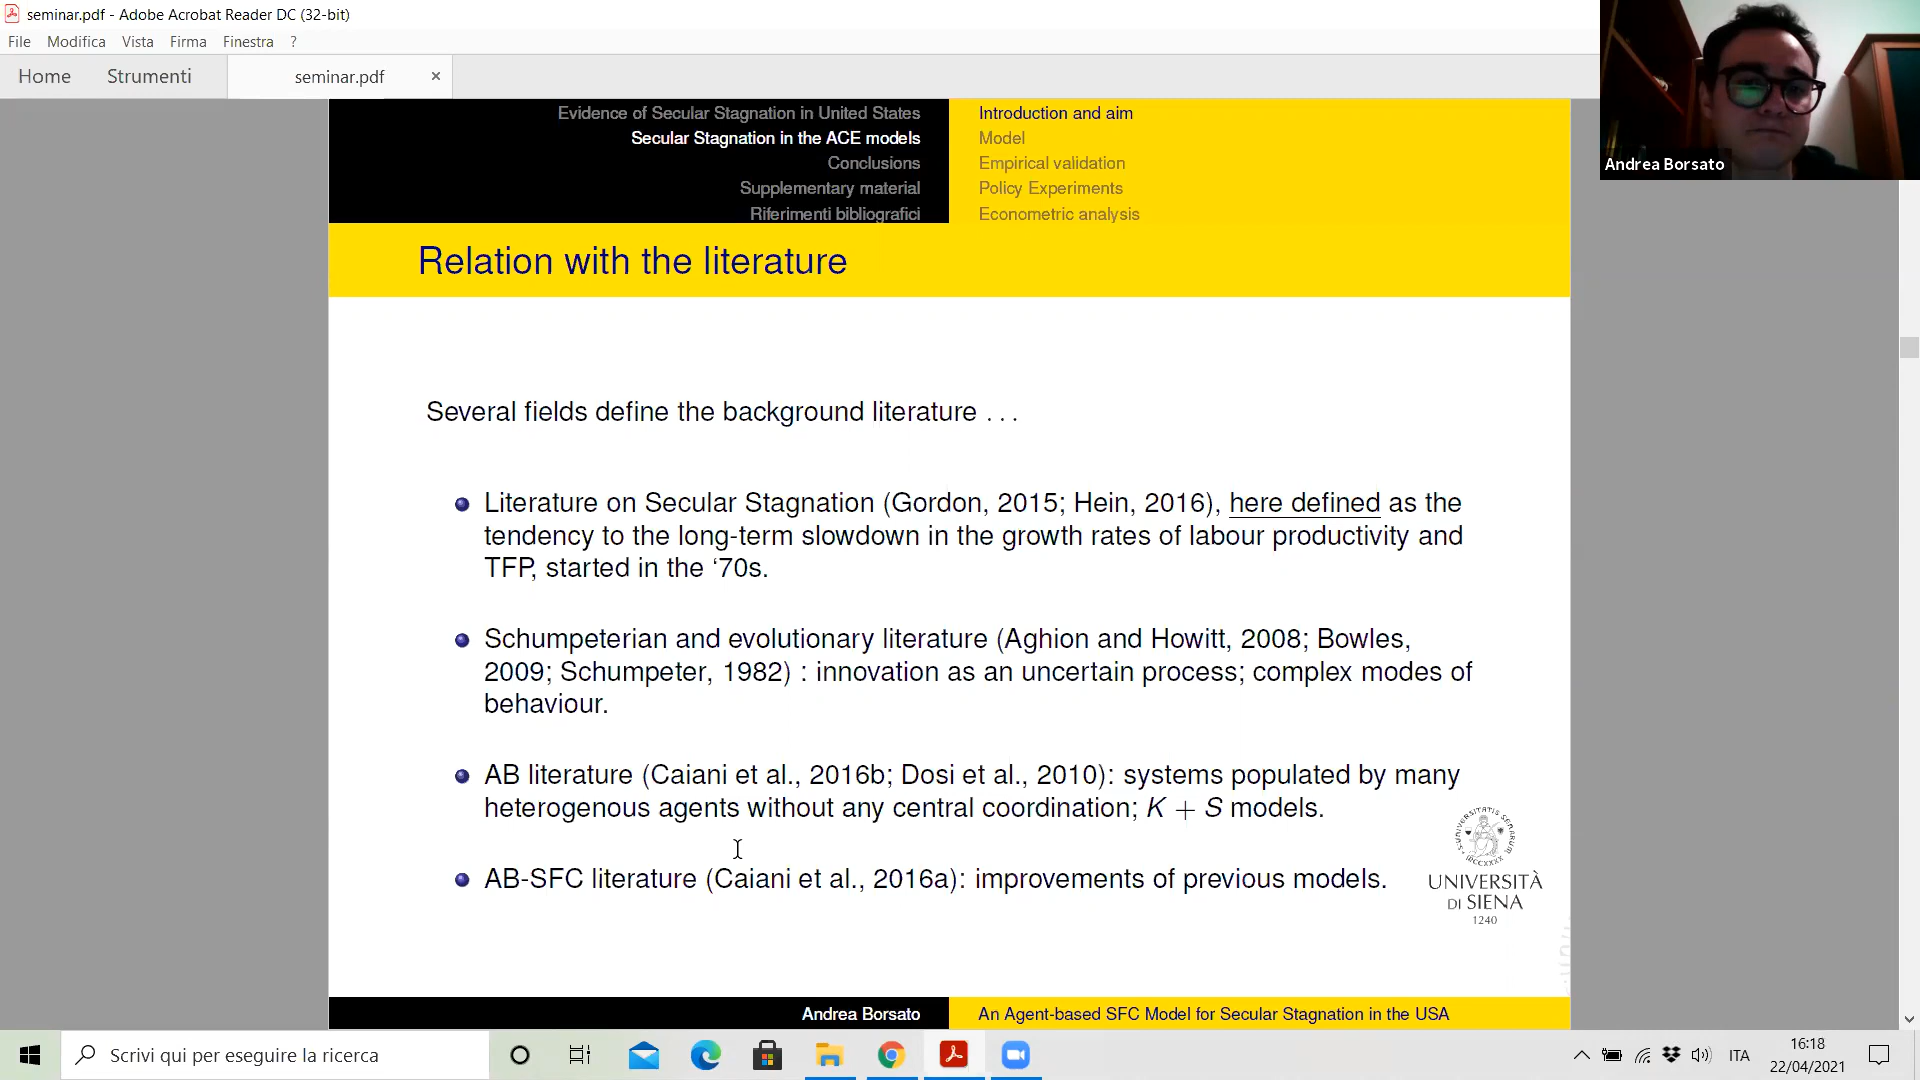 seminar.pdf - Adobe Acrobat Reader DC (32-bit)
File Modifica Vista Firma Finestra ?
Home Strumenti seminar.pdf ×
Andrea Borsato
Evidence of Secular Stagnation in United States
Secular Stagnation in the ACE models
Conclusions
Supplementary material
Riferimenti bibliografici
Introduction and aim
Model
Empirical validation
Policy Experiments
Econometric analysis
Relation with the literature
Several fields define the background literature . . .
Literature on Secular Stagnation (Gordon, 2015; Hein, 2016), here defined as the
tendency to the long-term slowdown in the growth rates of labour productivity and
TFP, started in the ‘70s.
Schumpeterian and evolutionary literature (Aghion and Howitt, 2008; Bowles,
2009; Schumpeter, 1982) : innovation as an uncertain process; complex modes of
behaviour.
AB literature (Caiani et al., 2016b; Dosi et al., 2010): systems populated by many
heterogenous agents without any central coordination; K + S models.
AB-SFC literature (Caiani et al., 2016a): improvements of previous models.
UNIVERSITÀ
DI SIENA
1240
Andrea Borsato An Agent-based SFC Model for Secular Stagnation in the USA
Scrivi qui per eseguire la ricerca
ITA
16:18
22/04/2021